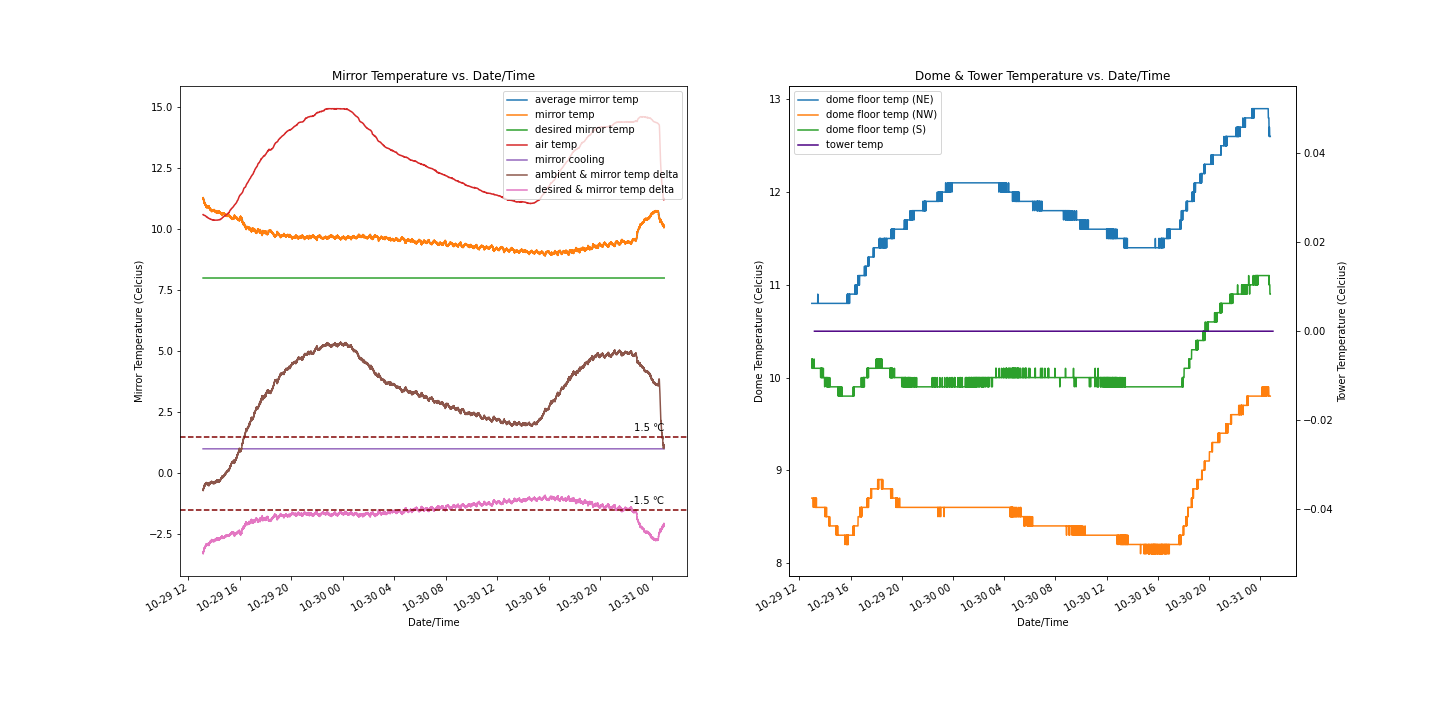 Mirror Temperature vs. Date/Time
Mirror Temperature (Celcius)
15.0
12.5
10.0
7.5
5.0
2.5
0.0
−2.5
average mirror temp
mirror temp
desired mirror temp
air temp
mirror cooling
ambient & mirror temp delta
desired & mirror temp delta
1.5 °C
-1.5 °C
10-29 12
10-29 16
10-29 20
10-30 00
10-30 04
10-30 08
10-30 12
10-30 16
10-30 20
10-31 00
Date/Time
Dome & Tower Temperature vs. Date/Time
Dome Temperature (Celcius)
13
12
11
10
9
8
dome floor temp (NE)
dome floor temp (NW)
dome floor temp (S)
tower temp
0.04
0.02
0.00
−0.02
−0.04
Tower Temperature (Celcius)
10-29 12
10-29 16
10-29 20
10-30 00
10-30 04
10-30 08
10-30 12
10-30 16
10-30 20
10-31 00
Date/Time